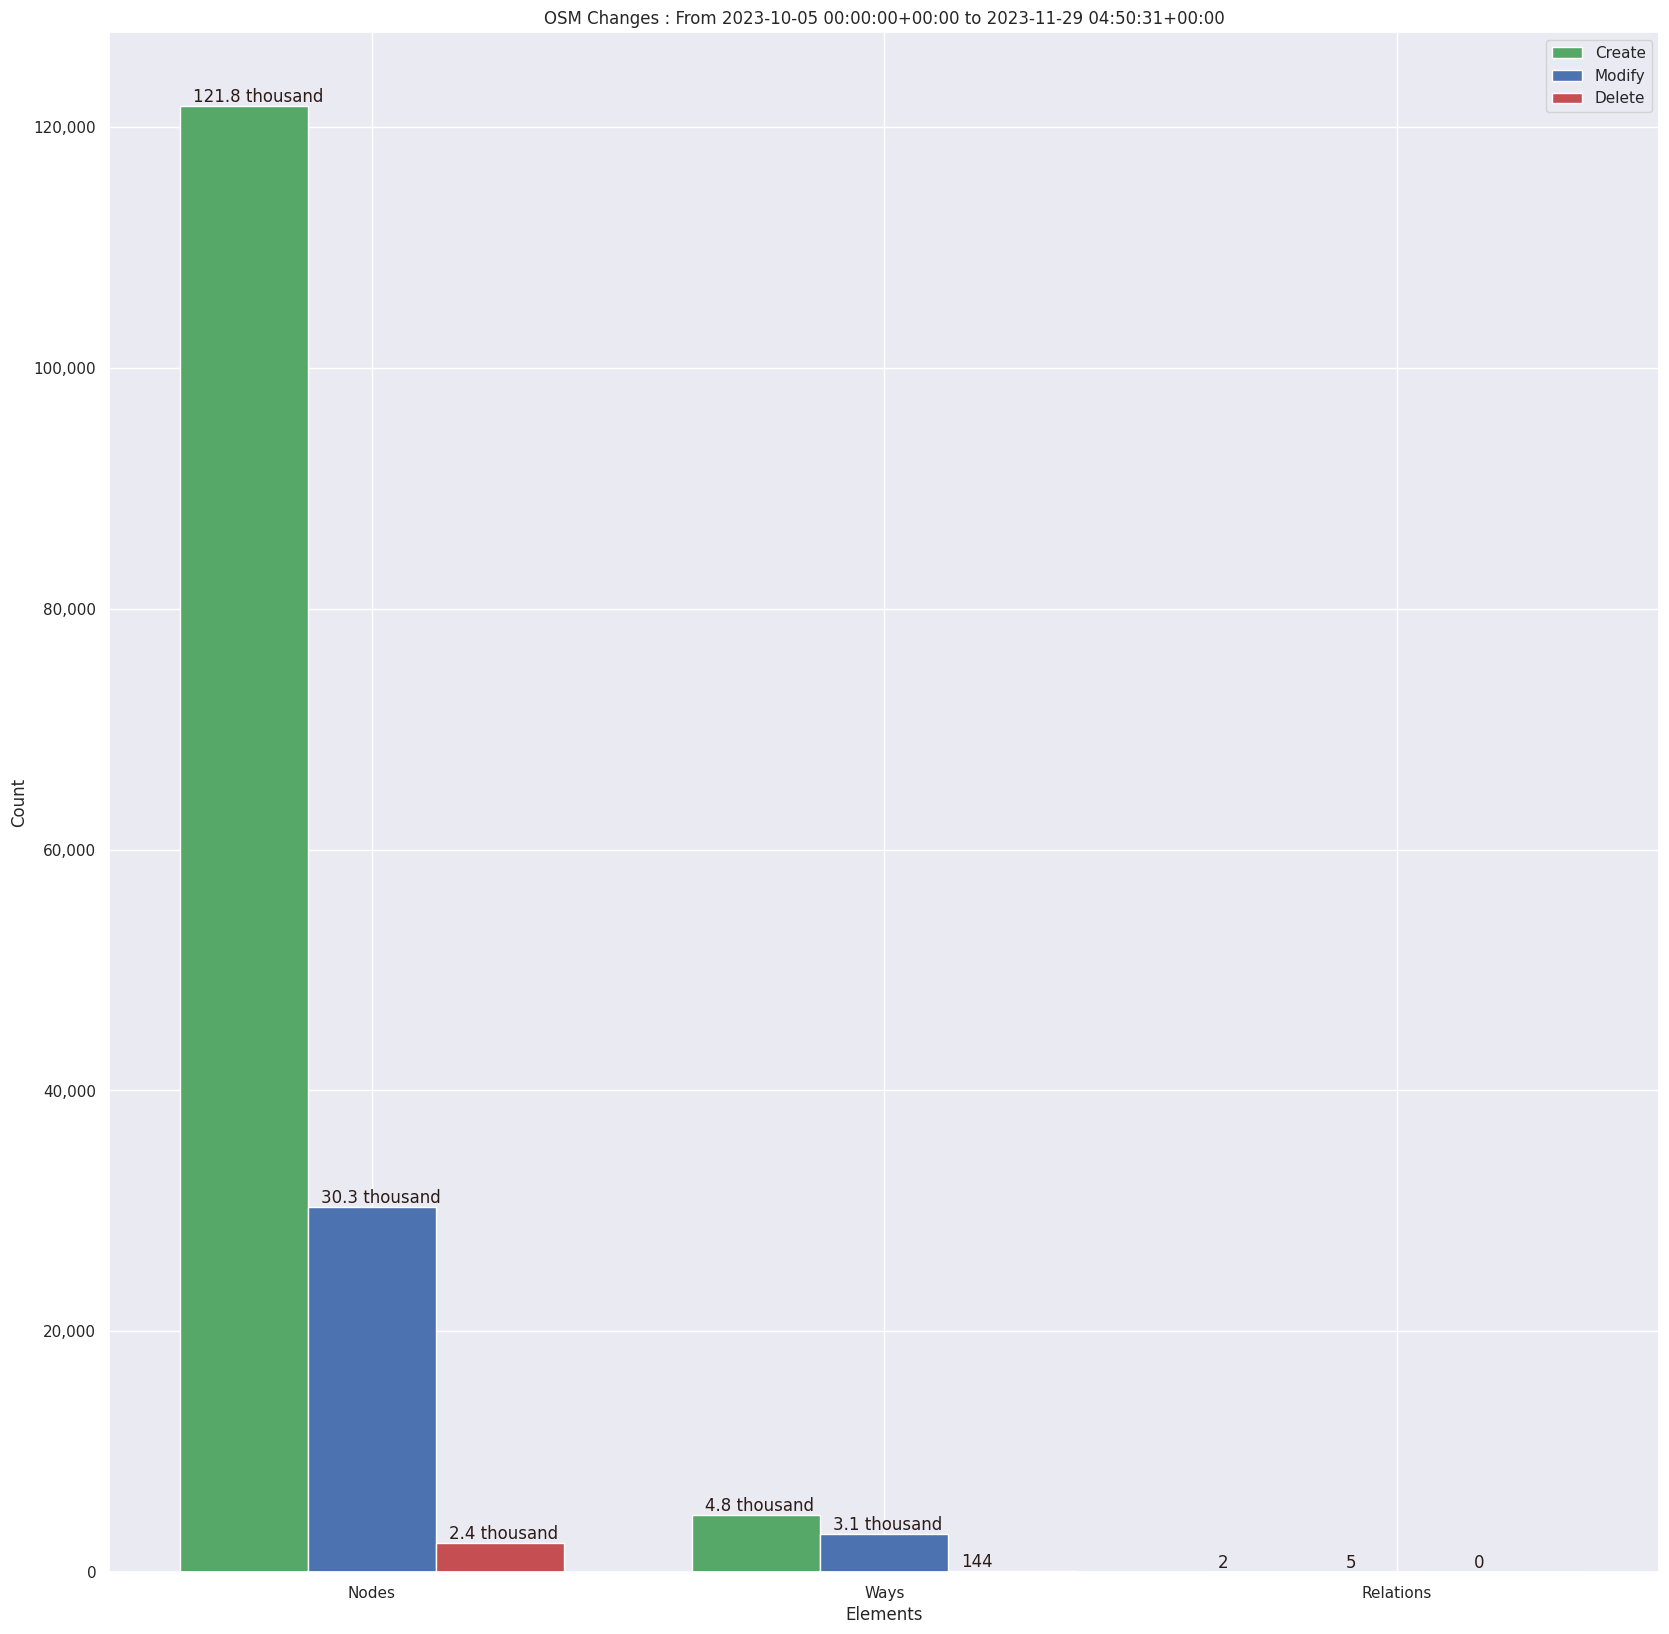 OSM Changes : From 2023-10-05 00:00:00+00:00 to 2023-11-29 04:50:31+00:00
Create
Modify
Delete
121.8 thousand
120,000
100,000
80,000
Count
60,000
40,000
30.3 thousand
20,000
4.8 thousand
3.1 thousand
2.4 thousand
144
2 5 0
0
Nodes Ways Relations
Elements